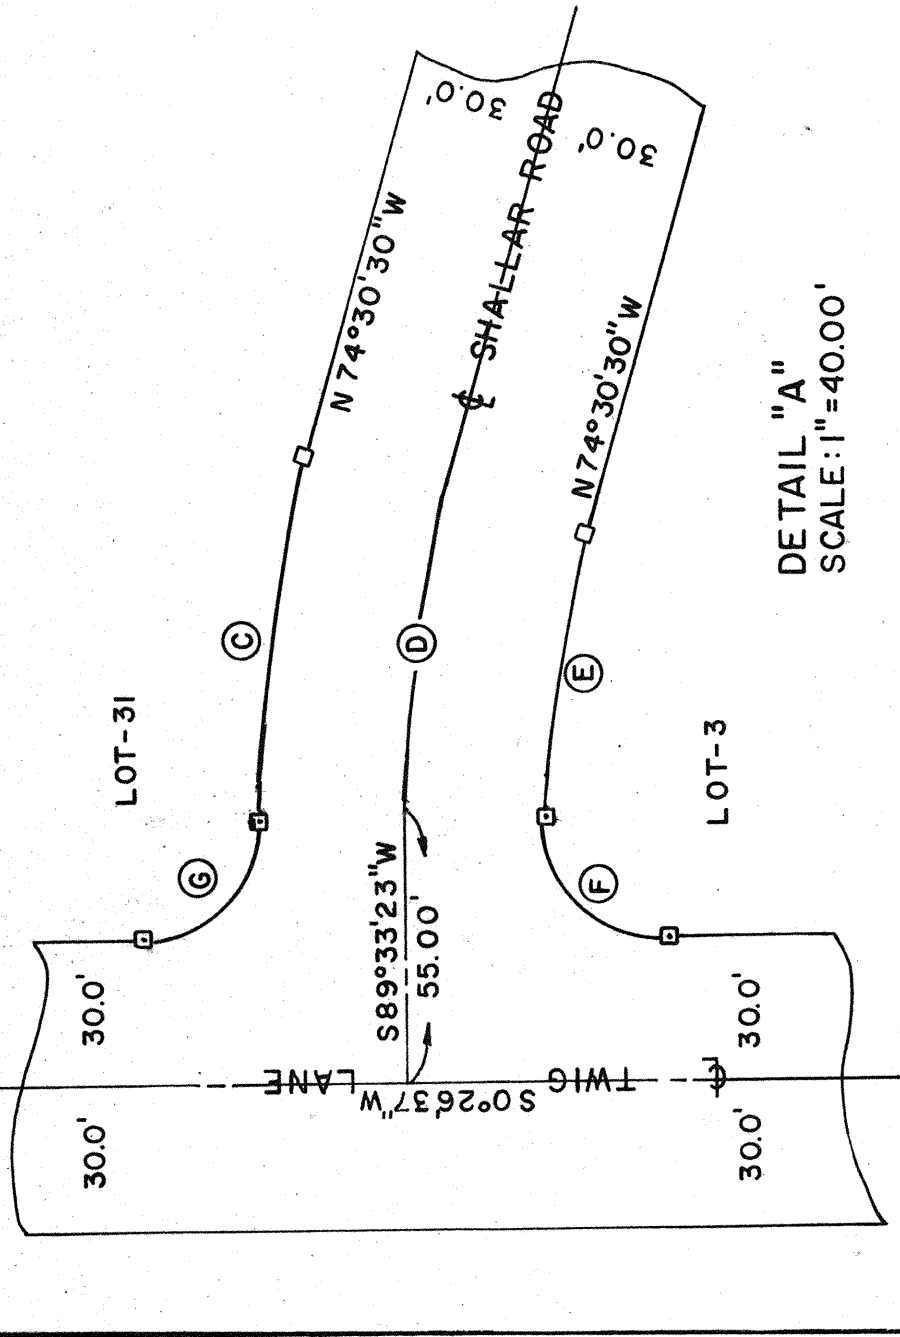 LOT-31
G
C
30.0'
30.0'
N 74°30'30"W
30.0'
℄ SHALLAR ROAD
30.0'
S89°33'23"W
55.00'
D
N74°30'30"W
E
F
LOT-3
TWIG LANE
S0°26'37"W
30.0'
30.0'
℄
DETAIL "A"
SCALE: 1"=40.00'